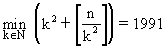 min k∈N ( k² + [ n / k² ] ) = 1991